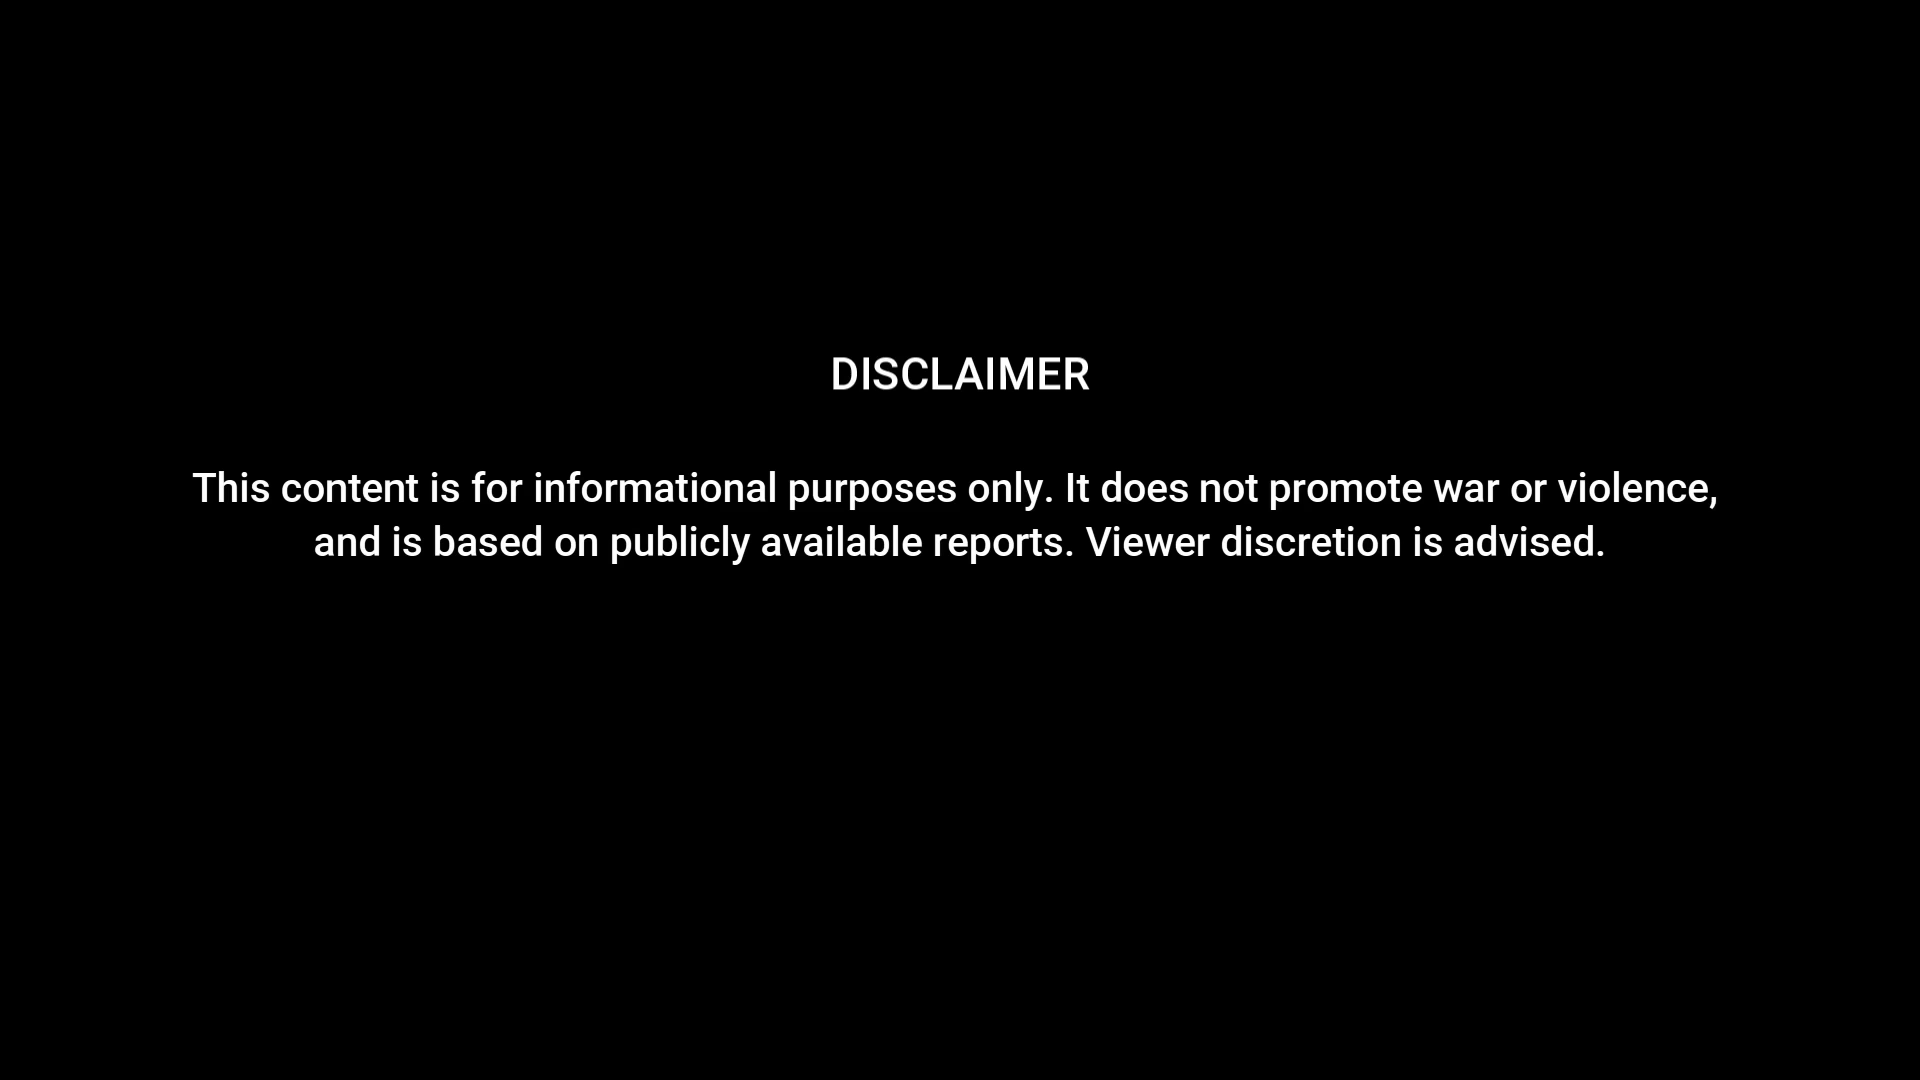 DISCLAIMER
This content is for informational purposes only. It does not promote war or violence,
and is based on publicly available reports. Viewer discretion is advised.